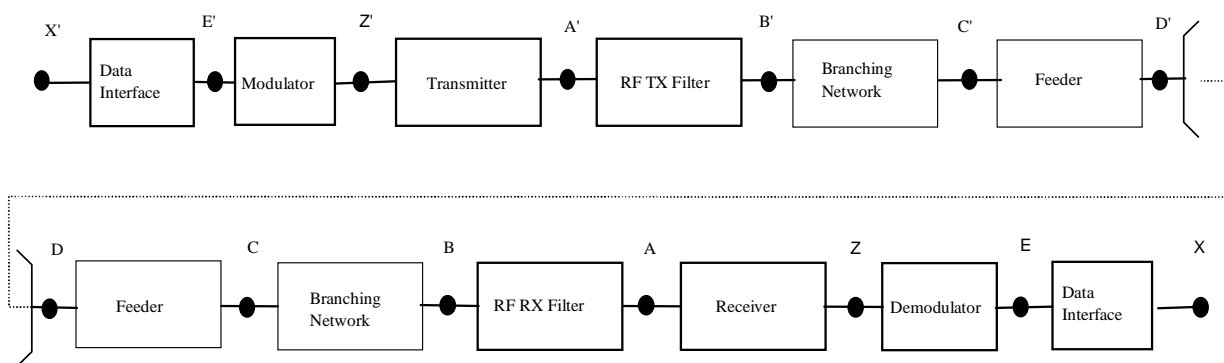 X' E' Z' A' B' C' D'
Data
Interface
Modulator
Transmitter
RF TX Filter
Branching
Network
Feeder
D C B A Z E X
Feeder
Branching
Network
RF RX Filter
Receiver
Demodulator
Data
Interface